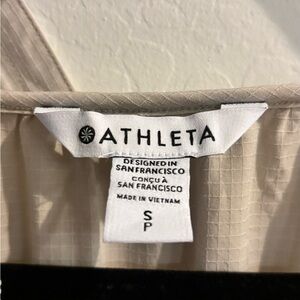 ATHLETA
DESIGNED IN
SAN FRANCISCO
CONÇU À
SAN FRANCISCO
MADE IN VIETNAM
S
P